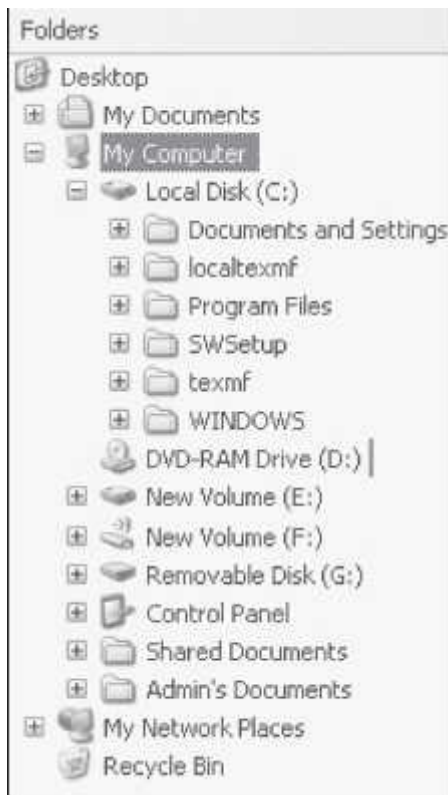 Folders
Desktop
My Documents
My Computer
Local Disk (C:)
Documents and Settings
localtexmf
Program Files
SWSetup
texmf
WINDOWS
DVD-RAM Drive (D:)
New Volume (E:)
New Volume (F:)
Removable Disk (G:)
Control Panel
Shared Documents
Admin's Documents
My Network Places
Recycle Bin